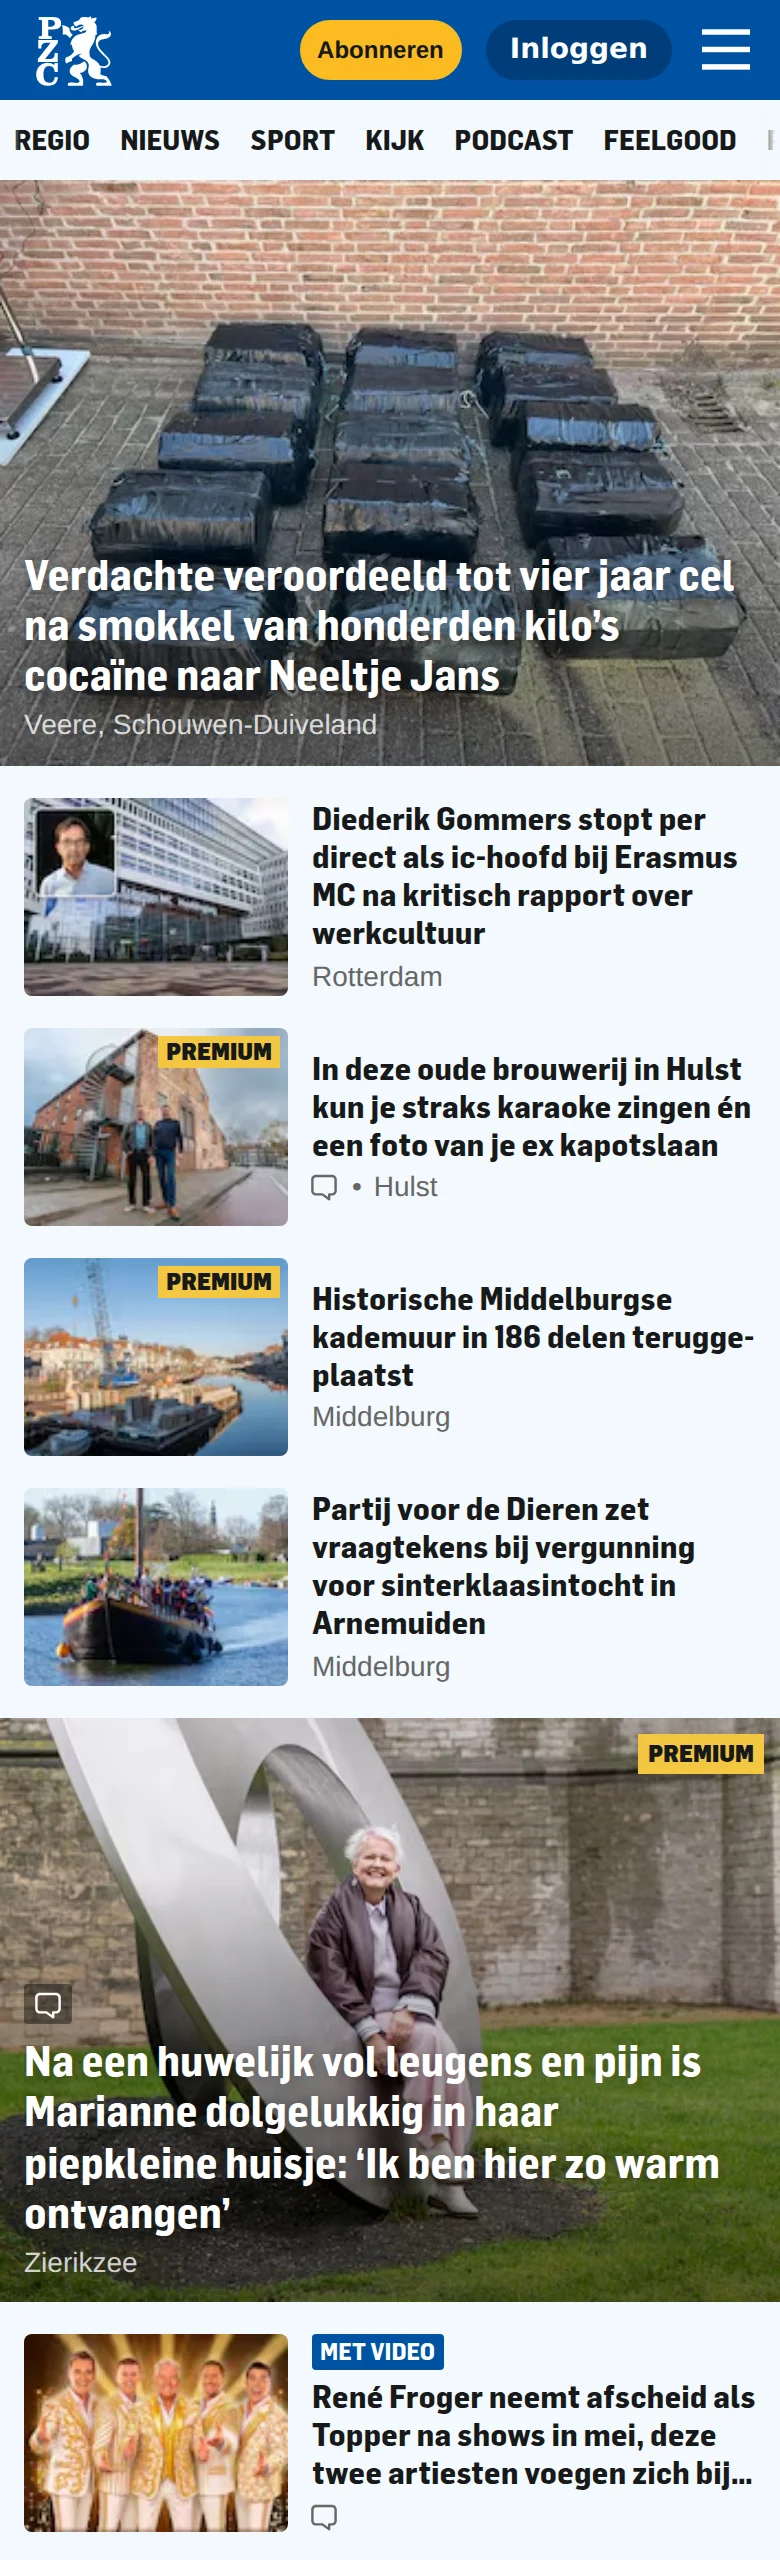 PZC
Abonneren
Inloggen
REGIO NIEUWS SPORT KIJK PODCAST FEELGOOD
Verdachte veroordeeld tot vier jaar cel
na smokkel van honderden kilo’s
cocaïne naar Neeltje Jans
Veere, Schouwen-Duiveland
Diederik Gommers stopt per
direct als ic-hoofd bij Erasmus
MC na kritisch rapport over
werkcultuur
Rotterdam
PREMIUM
In deze oude brouwerij in Hulst
kun je straks karaoke zingen én
een foto van je ex kapotslaan
• Hulst
PREMIUM
Historische Middelburgse
kademuur in 186 delen terugge-
plaatst
Middelburg
Partij voor de Dieren zet
vraagtekens bij vergunning
voor sinterklaasintocht in
Arnemuiden
Middelburg
PREMIUM
Na een huwelijk vol leugens en pijn is
Marianne dolgelukkig in haar
piepkleine huisje: ‘Ik ben hier zo warm
ontvangen’
Zierikzee
MET VIDEO
René Froger neemt afscheid als
Topper na shows in mei, deze
twee artiesten voegen zich bij...